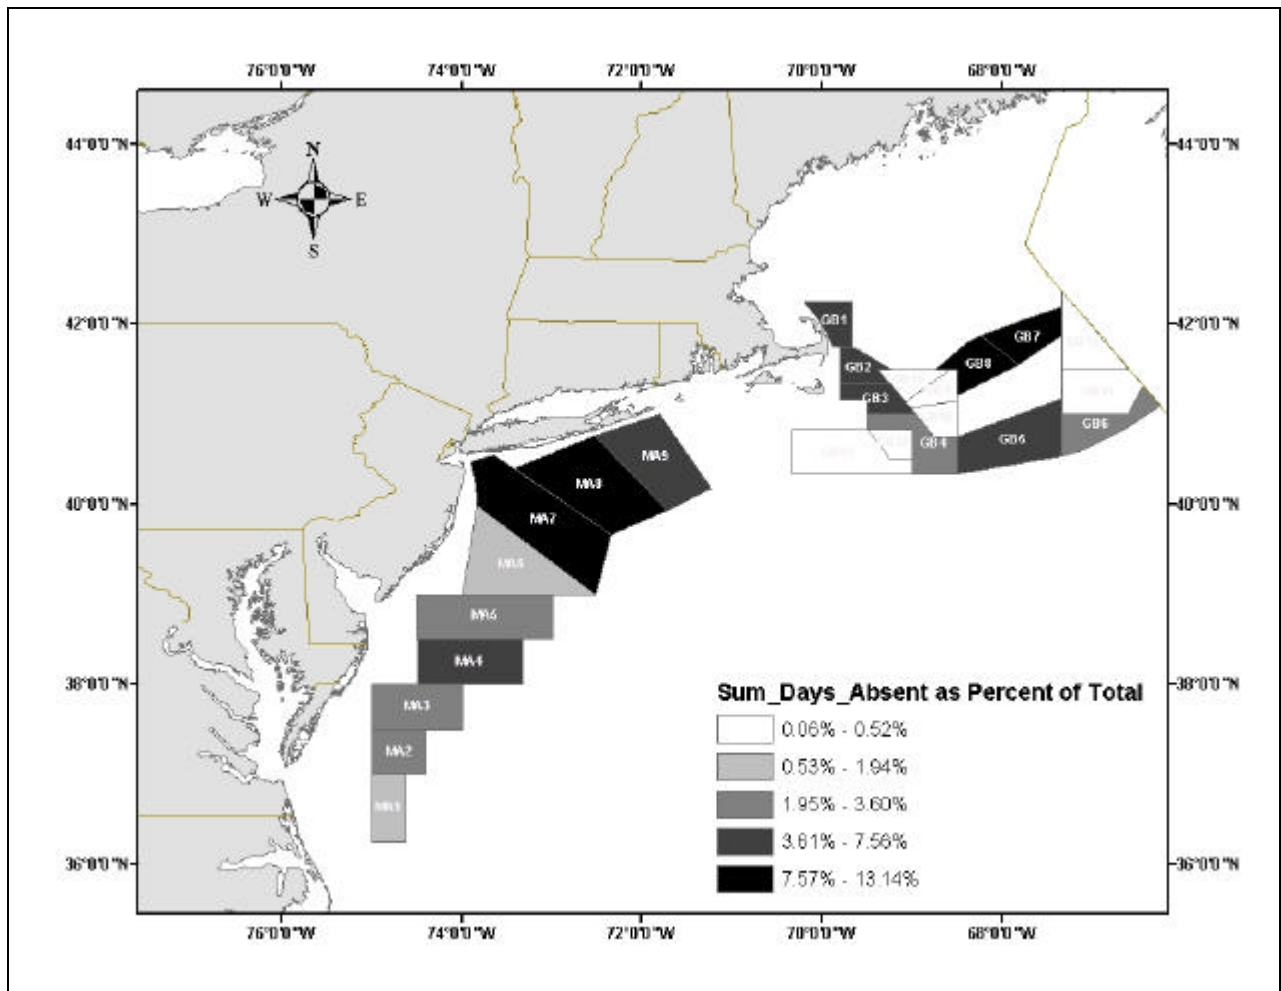 76°0'0"W 74°0'0"W 72°0'0"W 70°0'0"W 68°0'0"W
44°0'0"N 44°0'0"N
N
W E
S
42°0'0"N 42°0'0"N
GB1
GB7
GB2 GB8
GB3
GB4 GB6 GB6
MA9
MA8
40°0'0"N 40°0'0"N
MA7
MA4
38°0'0"N 38°0'0"N
MA3
MA2
Sum_Days_Absent as Percent of Total
0.06% - 0.52%
0.53% - 1.94%
1.95% - 3.60%
3.61% - 7.56%
7.57% - 13.14%
36°0'0"N 36°0'0"N
76°0'0"W 74°0'0"W 72°0'0"W 70°0'0"W 68°0'0"W